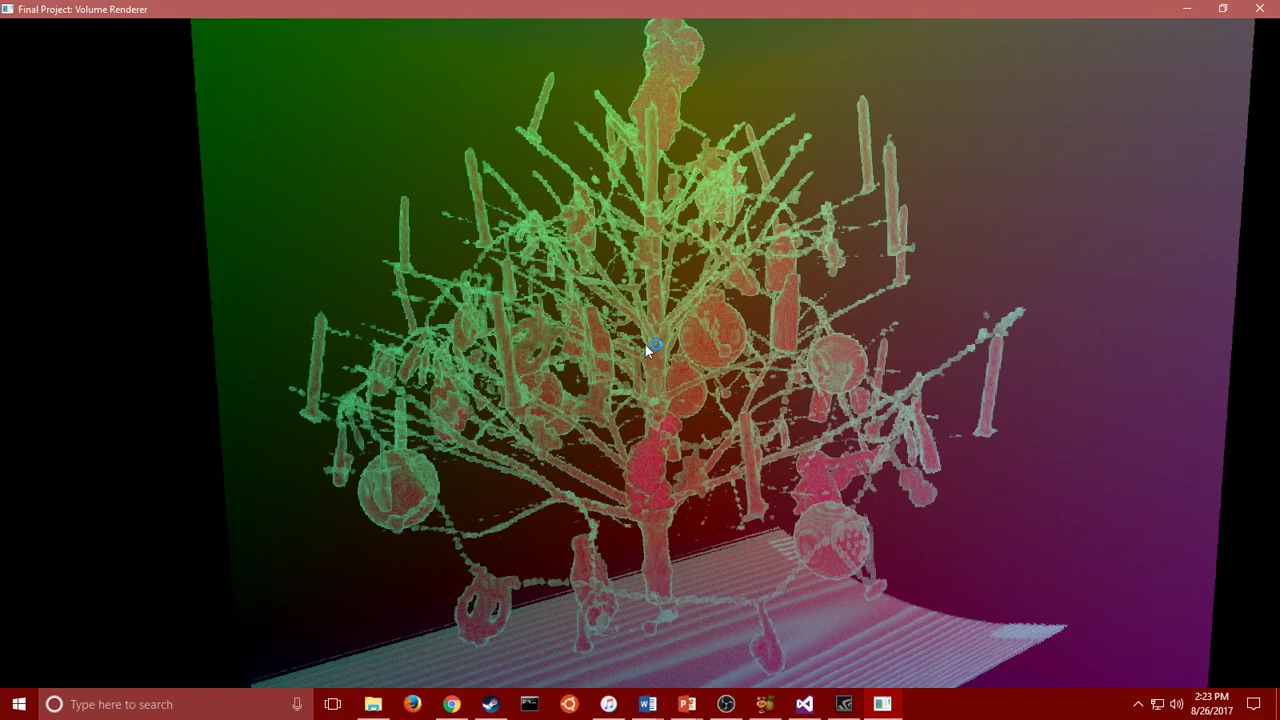 Final Project: Volume Renderer
Type here to search
2:23 PM
8/26/2017